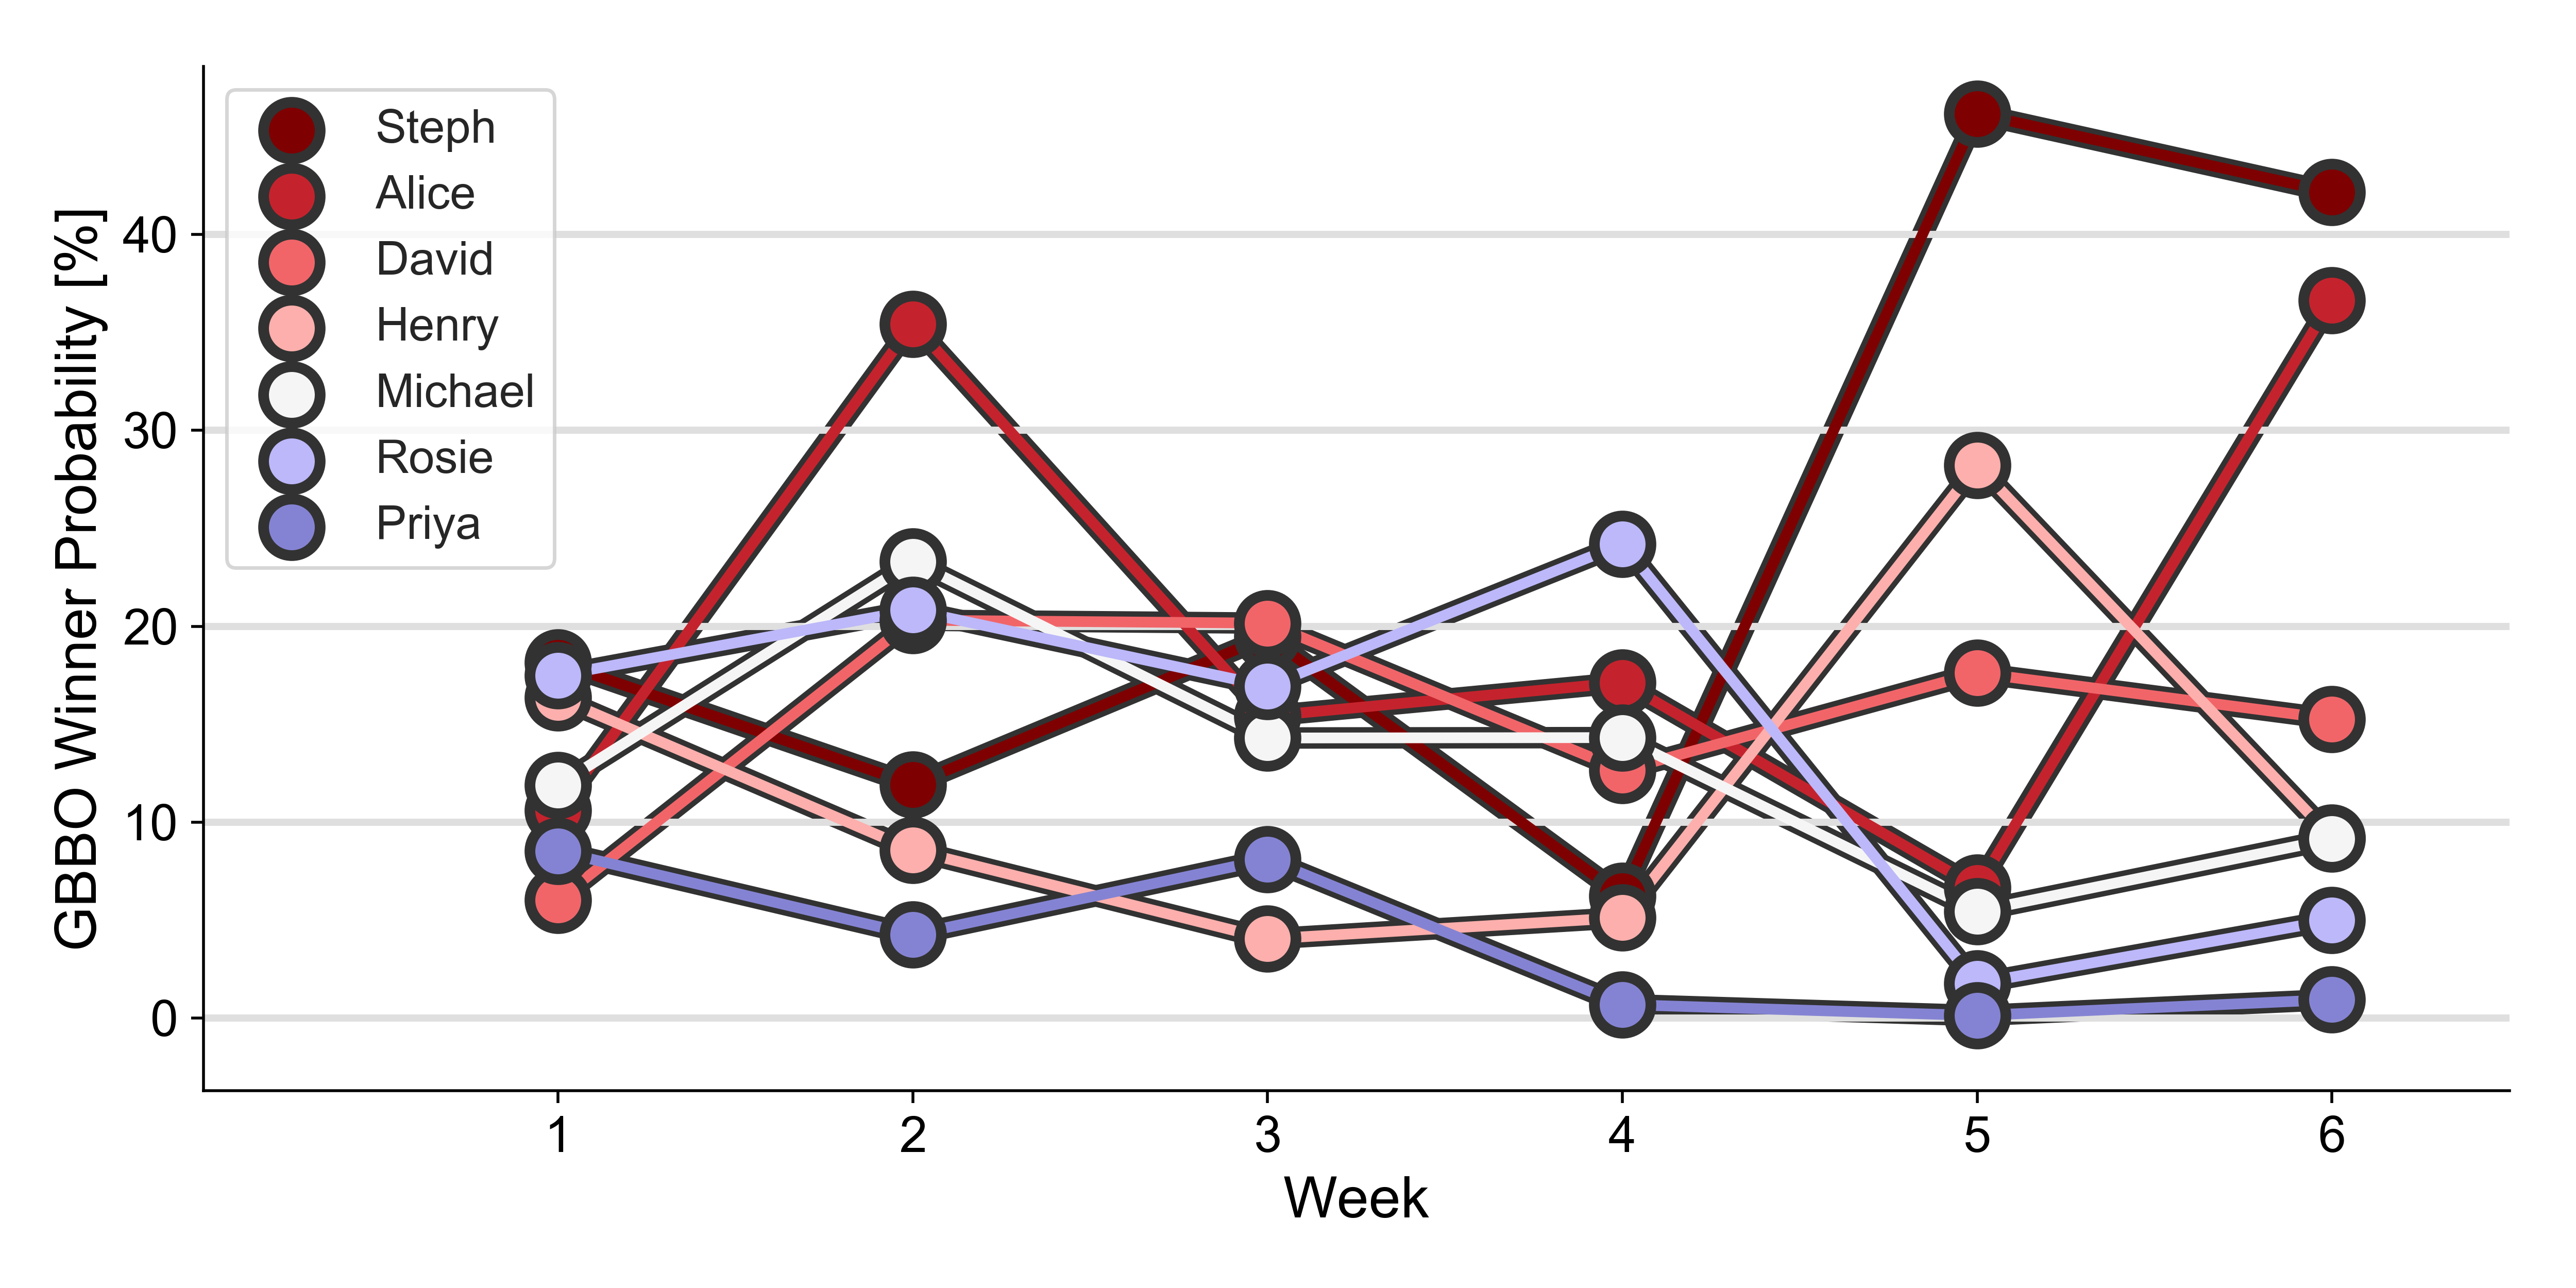 GBBO Winner Probability [%]
40
30
20
10
0
Steph
Alice
David
Henry
Michael
Rosie
Priya
1 2 3 4 5 6
Week